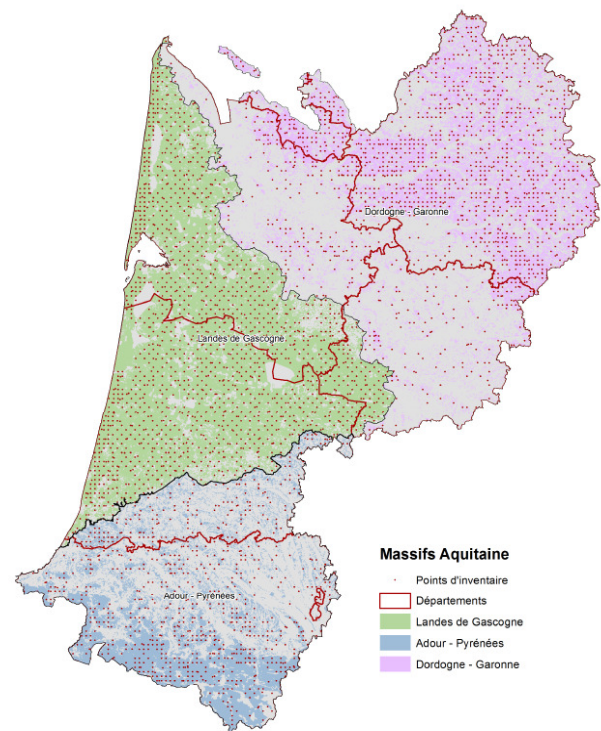 Dordogne - Garonne
Landes de Gascogne
Adour - Pyrénées
Massifs Aquitaine
Points d'inventaire
Départements
Landes de Gascogne
Adour - Pyrénées
Dordogne - Garonne